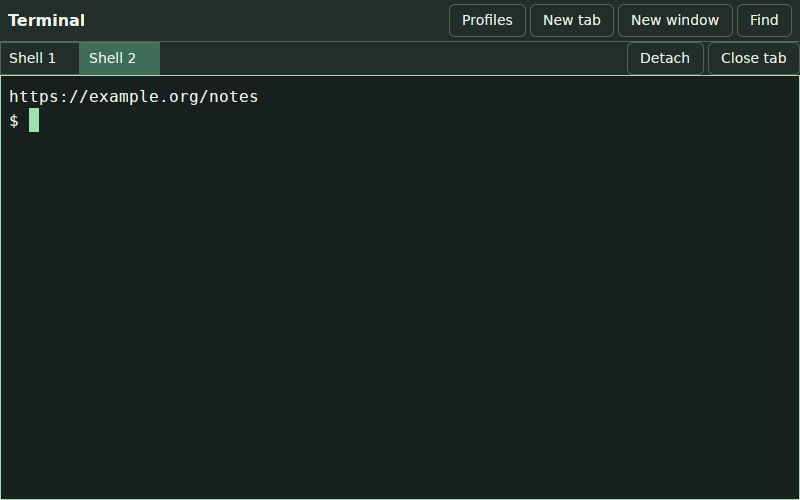 Terminal
Profiles
New tab
New window
Find
Shell 1
Shell 2
Detach
Close tab
https://example.org/notes
$